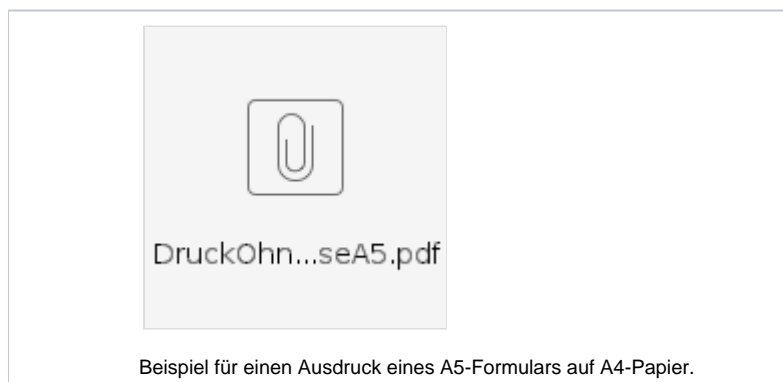 DruckOhn...seA5.pdf
Beispiel für einen Ausdruck eines A5-Formulars auf A4-Papier.